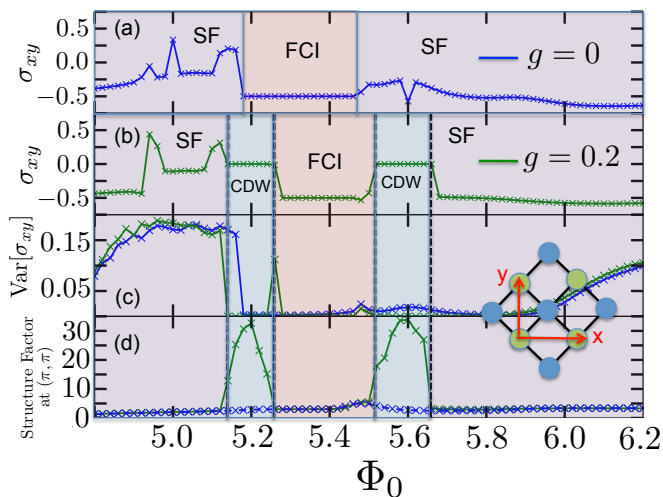 (a) SF FCI SF g = 0
σxy
0.5
0.0
−0.5
(b) SF CDW FCI CDW SF g = 0.2
σxy
0.5
0.0
−0.5
(c)
Var[σxy]
0.15
0.05
y
x
(d)
Structure Factor
at (π, π)
30
20
10
0
5.0 5.2 5.4 5.6 5.8 6.0 6.2
Φ0